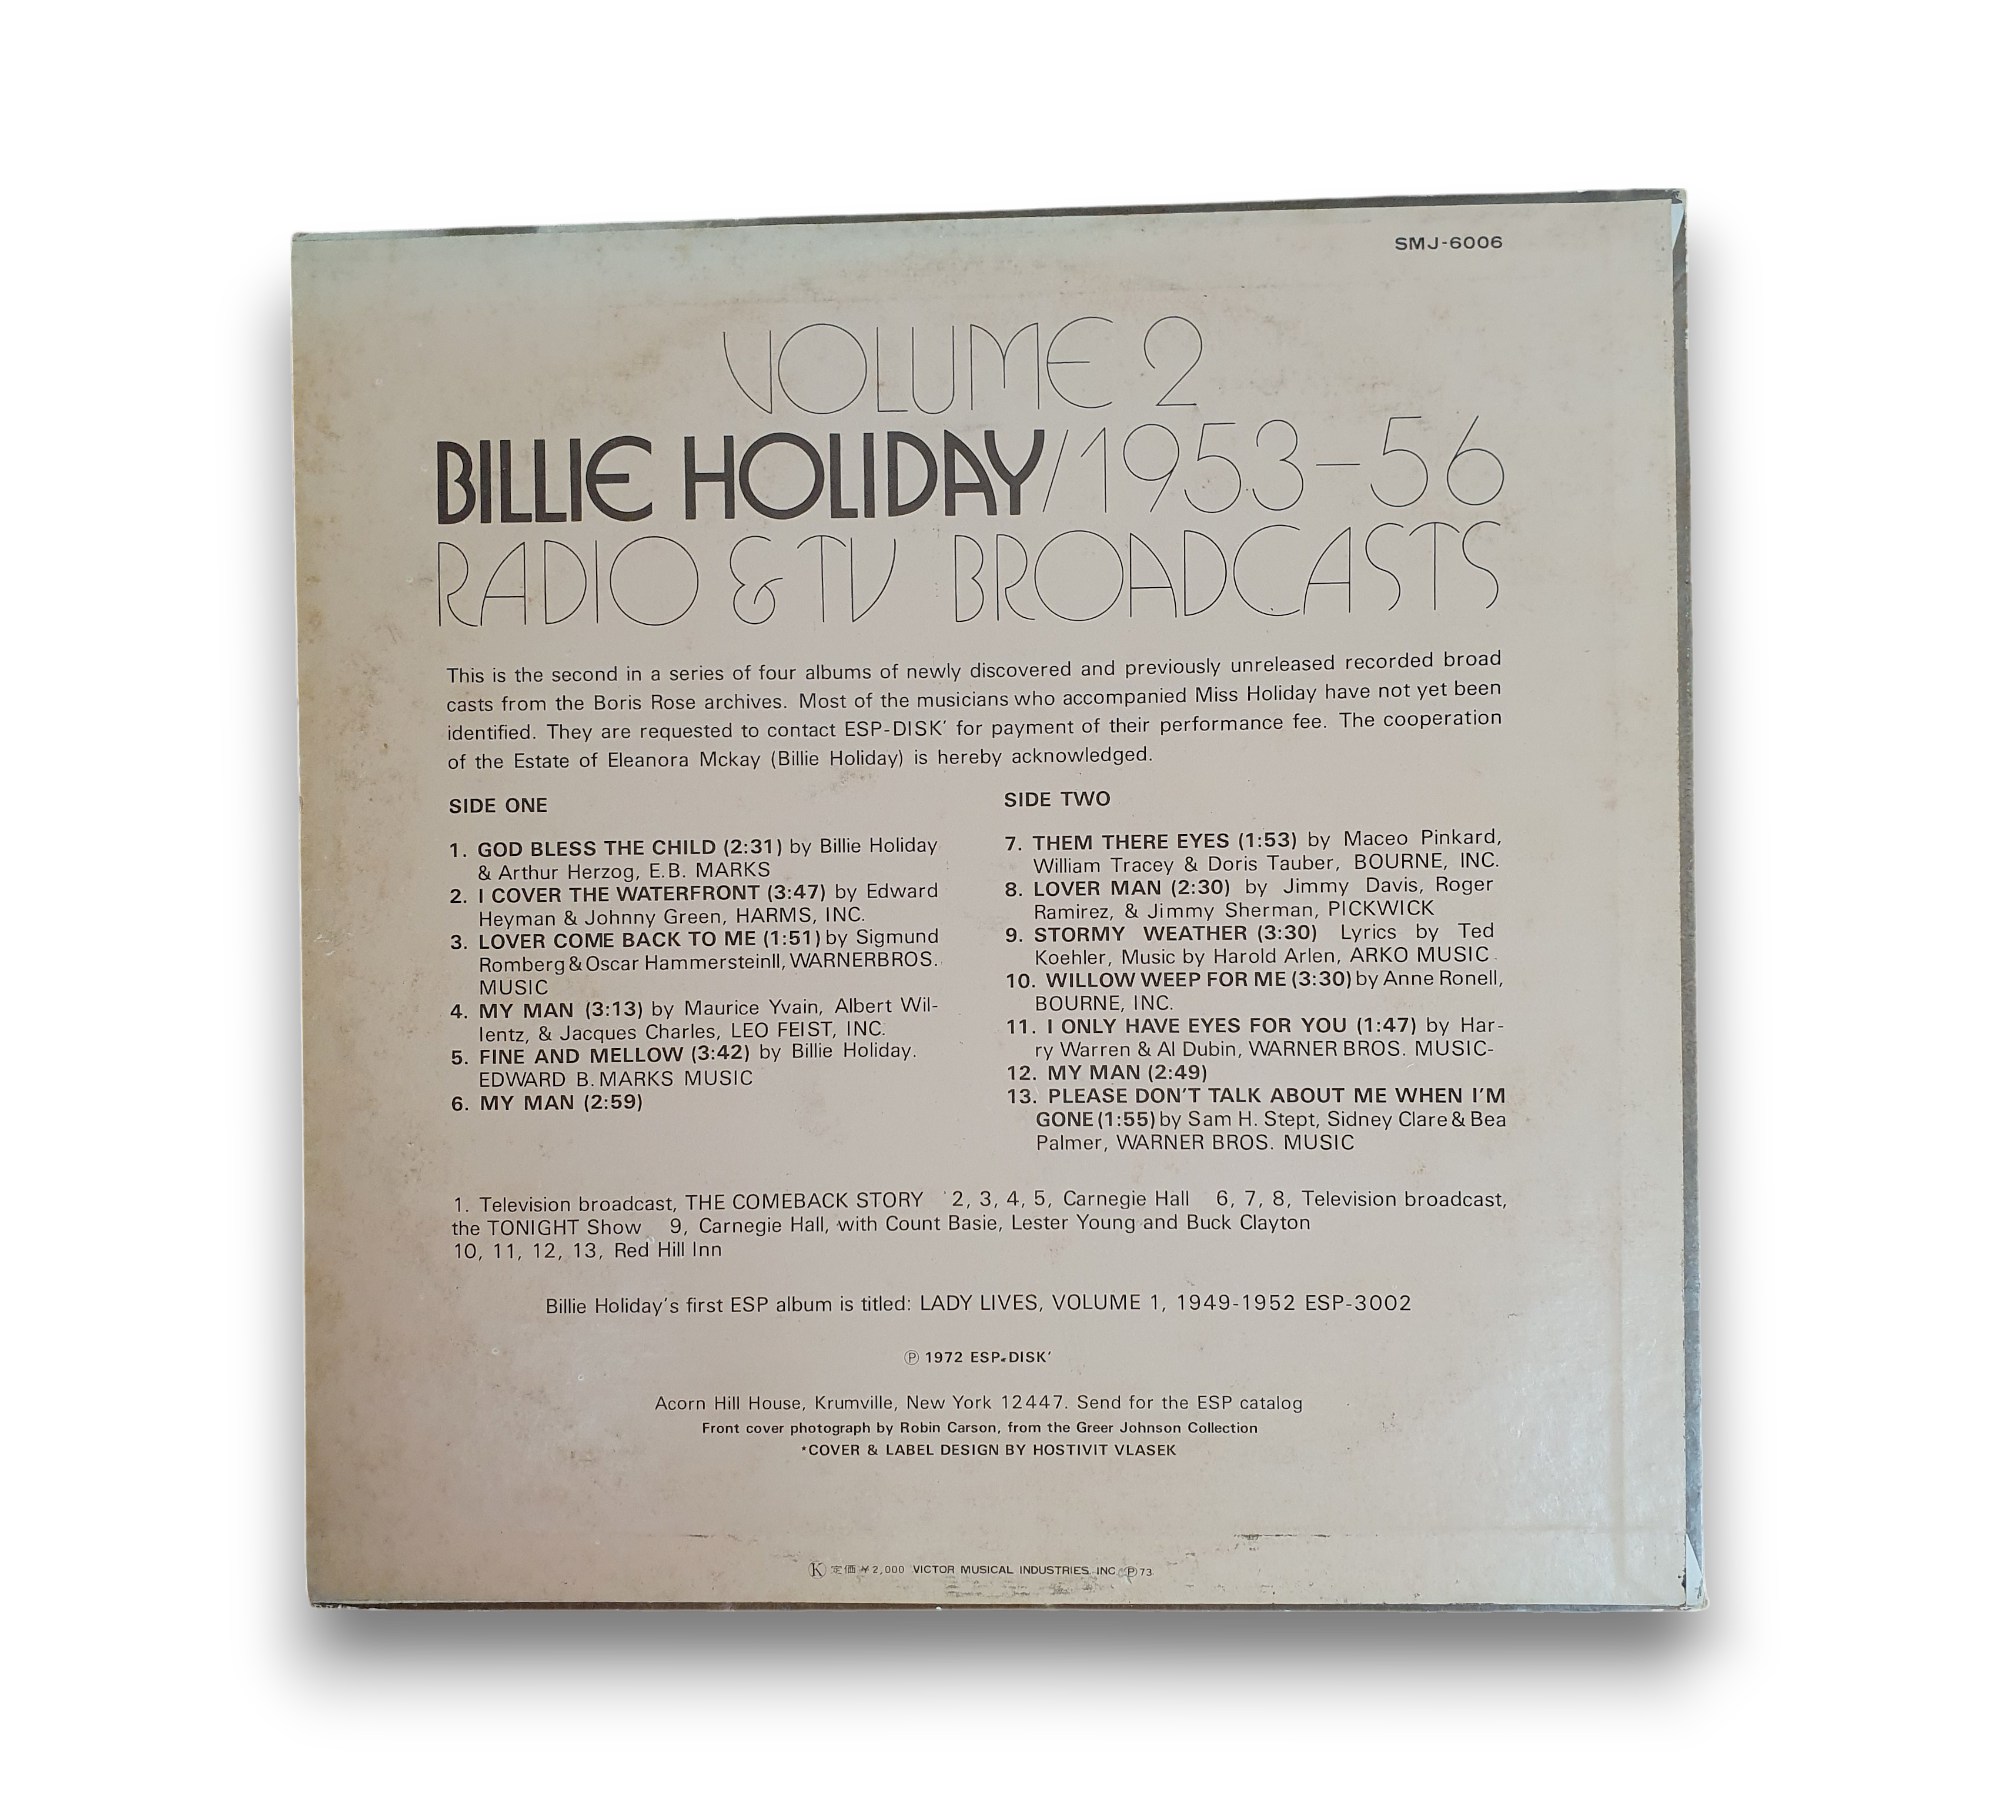 SMJ-6006
VOLUME 2
BILLIE HOLIDAY/1953-56
RADIO & TV BROADCASTS
This is the second in a series of four albums of newly discovered and previously unreleased recorded broad
casts from the Boris Rose archives. Most of the musicians who accompanied Miss Holiday have not yet been
identified. They are requested to contact ESP-DISK' for payment of their performance fee. The cooperation
of the Estate of Eleanora Mckay (Billie Holiday) is hereby acknowledged.
SIDE ONE
1. GOD BLESS THE CHILD (2:31) by Billie Holiday
& Arthur Herzog, E.B. MARKS
2. I COVER THE WATERFRONT (3:47) by Edward
Heyman & Johnny Green, HARMS, INC.
3. LOVER COME BACK TO ME (1:51) by Sigmund
Romberg & Oscar HammersteinII, WARNERBROS.
MUSIC
4. MY MAN (3:13) by Maurice Yvain, Albert Wil-
lentz, & Jacques Charles, LEO FEIST, INC.
5. FINE AND MELLOW (3:42) by Billie Holiday.
EDWARD B. MARKS MUSIC
6. MY MAN (2:59)
SIDE TWO
7. THEM THERE EYES (1:53) by Maceo Pinkard,
William Tracey & Doris Tauber, BOURNE, INC.
8. LOVER MAN (2:30) by Jimmy Davis, Roger
Ramirez, & Jimmy Sherman, PICKWICK
9. STORMY WEATHER (3:30) Lyrics by Ted
Koehler, Music by Harold Arlen, ARKO MUSIC
10. WILLOW WEEP FOR ME (3:30) by Anne Ronell,
BOURNE, INC.
11. I ONLY HAVE EYES FOR YOU (1:47) by Har-
ry Warren & Al Dubin, WARNER BROS. MUSIC-
12. MY MAN (2:49)
13. PLEASE DON'T TALK ABOUT ME WHEN I'M
GONE (1:55) by Sam H. Stept, Sidney Clare & Bea
Palmer, WARNER BROS. MUSIC
1. Television broadcast, THE COMEBACK STORY 2, 3, 4, 5, Carnegie Hall 6, 7, 8, Television broadcast,
the TONIGHT Show 9, Carnegie Hall, with Count Basie, Lester Young and Buck Clayton
10, 11, 12, 13, Red Hill Inn
Billie Holiday's first ESP album is titled: LADY LIVES, VOLUME 1, 1949-1952 ESP-3002
Ⓟ 1972 ESP-DISK'
Acorn Hill House, Krumville, New York 12447. Send for the ESP catalog
Front cover photograph by Robin Carson, from the Greer Johnson Collection
*COVER & LABEL DESIGN BY HOSTIVIT VLASEK
Ⓚ 定価 ¥2,000 VICTOR MUSICAL INDUSTRIES, INC. Ⓟ73